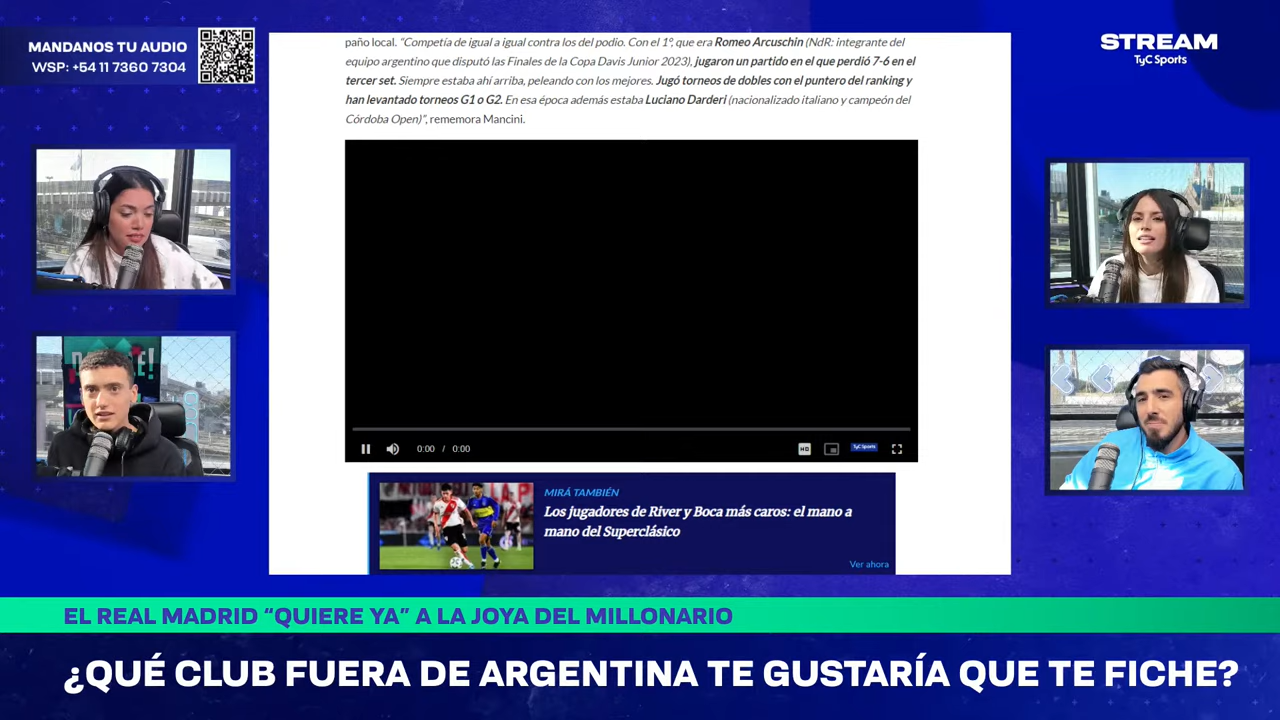 MANDANOS TU AUDIO
WSP: +54 11 7360 7304
STREAM
TyC Sports
paño local. “Competía de igual a igual contra los del podio. Con el 1º, que era Romeo Arcuschin (NdR: integrante del
equipo argentino que disputó las Finales de la Copa Davis Junior 2023), jugaron un partido en el que perdió 7-6 en el
tercer set. Siempre estaba ahí arriba, peleando con los mejores. Jugó torneos de dobles con el puntero del ranking y
han levantado torneos G1 o G2. En esa época además estaba Luciano Darderi (nacionalizado italiano y campeón del
Córdoba Open)”, rememora Mancini.
0:00 / 0:00
HD
TyC Sports
MIRÁ TAMBIÉN
Los jugadores de River y Boca más caros: el mano a
mano del Superclásico
Ver ahora
EL REAL MADRID “QUIERE YA” A LA JOYA DEL MILLONARIO
¿QUÉ CLUB FUERA DE ARGENTINA TE GUSTARÍA QUE TE FICHE?